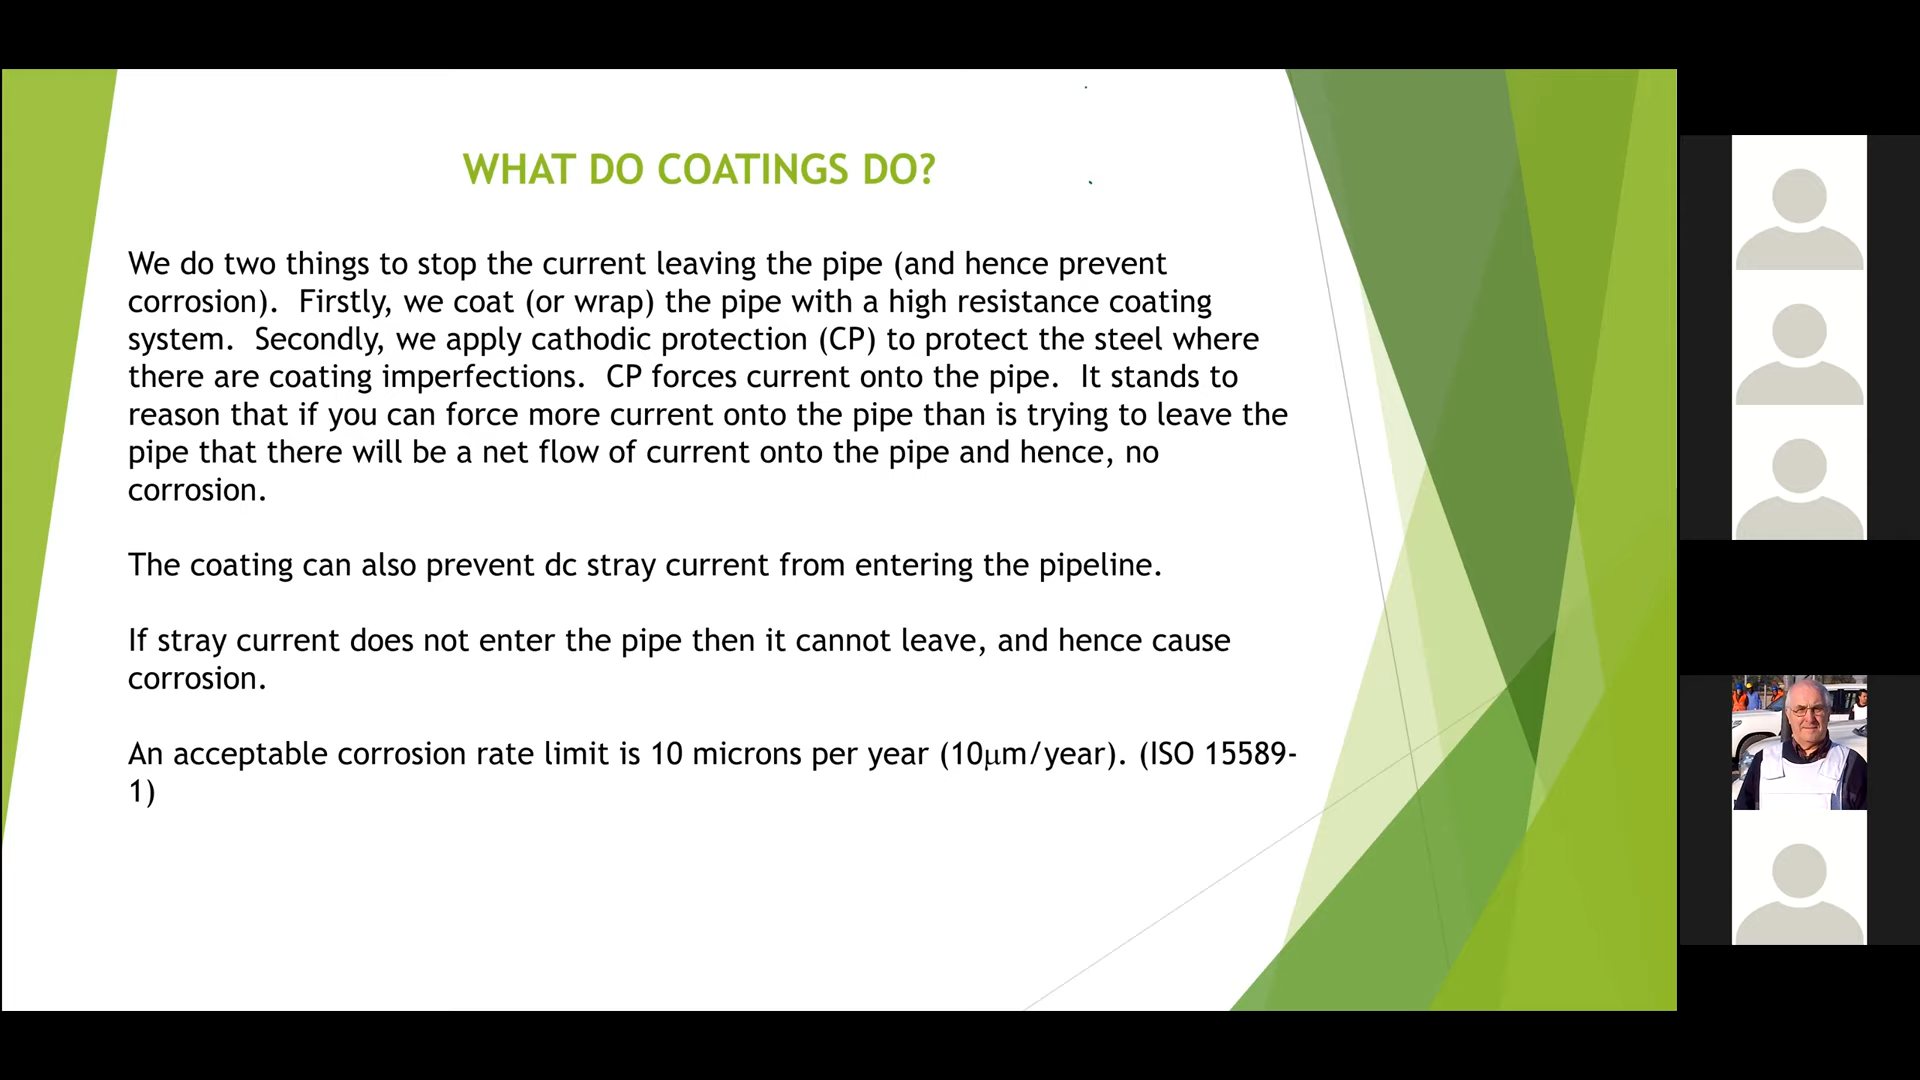 WHAT DO COATINGS DO?
We do two things to stop the current leaving the pipe (and hence prevent
corrosion).  Firstly, we coat (or wrap) the pipe with a high resistance coating
system.  Secondly, we apply cathodic protection (CP) to protect the steel where
there are coating imperfections.  CP forces current onto the pipe.  It stands to
reason that if you can force more current onto the pipe than is trying to leave the
pipe that there will be a net flow of current onto the pipe and hence, no
corrosion.
The coating can also prevent dc stray current from entering the pipeline.
If stray current does not enter the pipe then it cannot leave, and hence cause
corrosion.
An acceptable corrosion rate limit is 10 microns per year (10μm/year). (ISO 15589-
1)